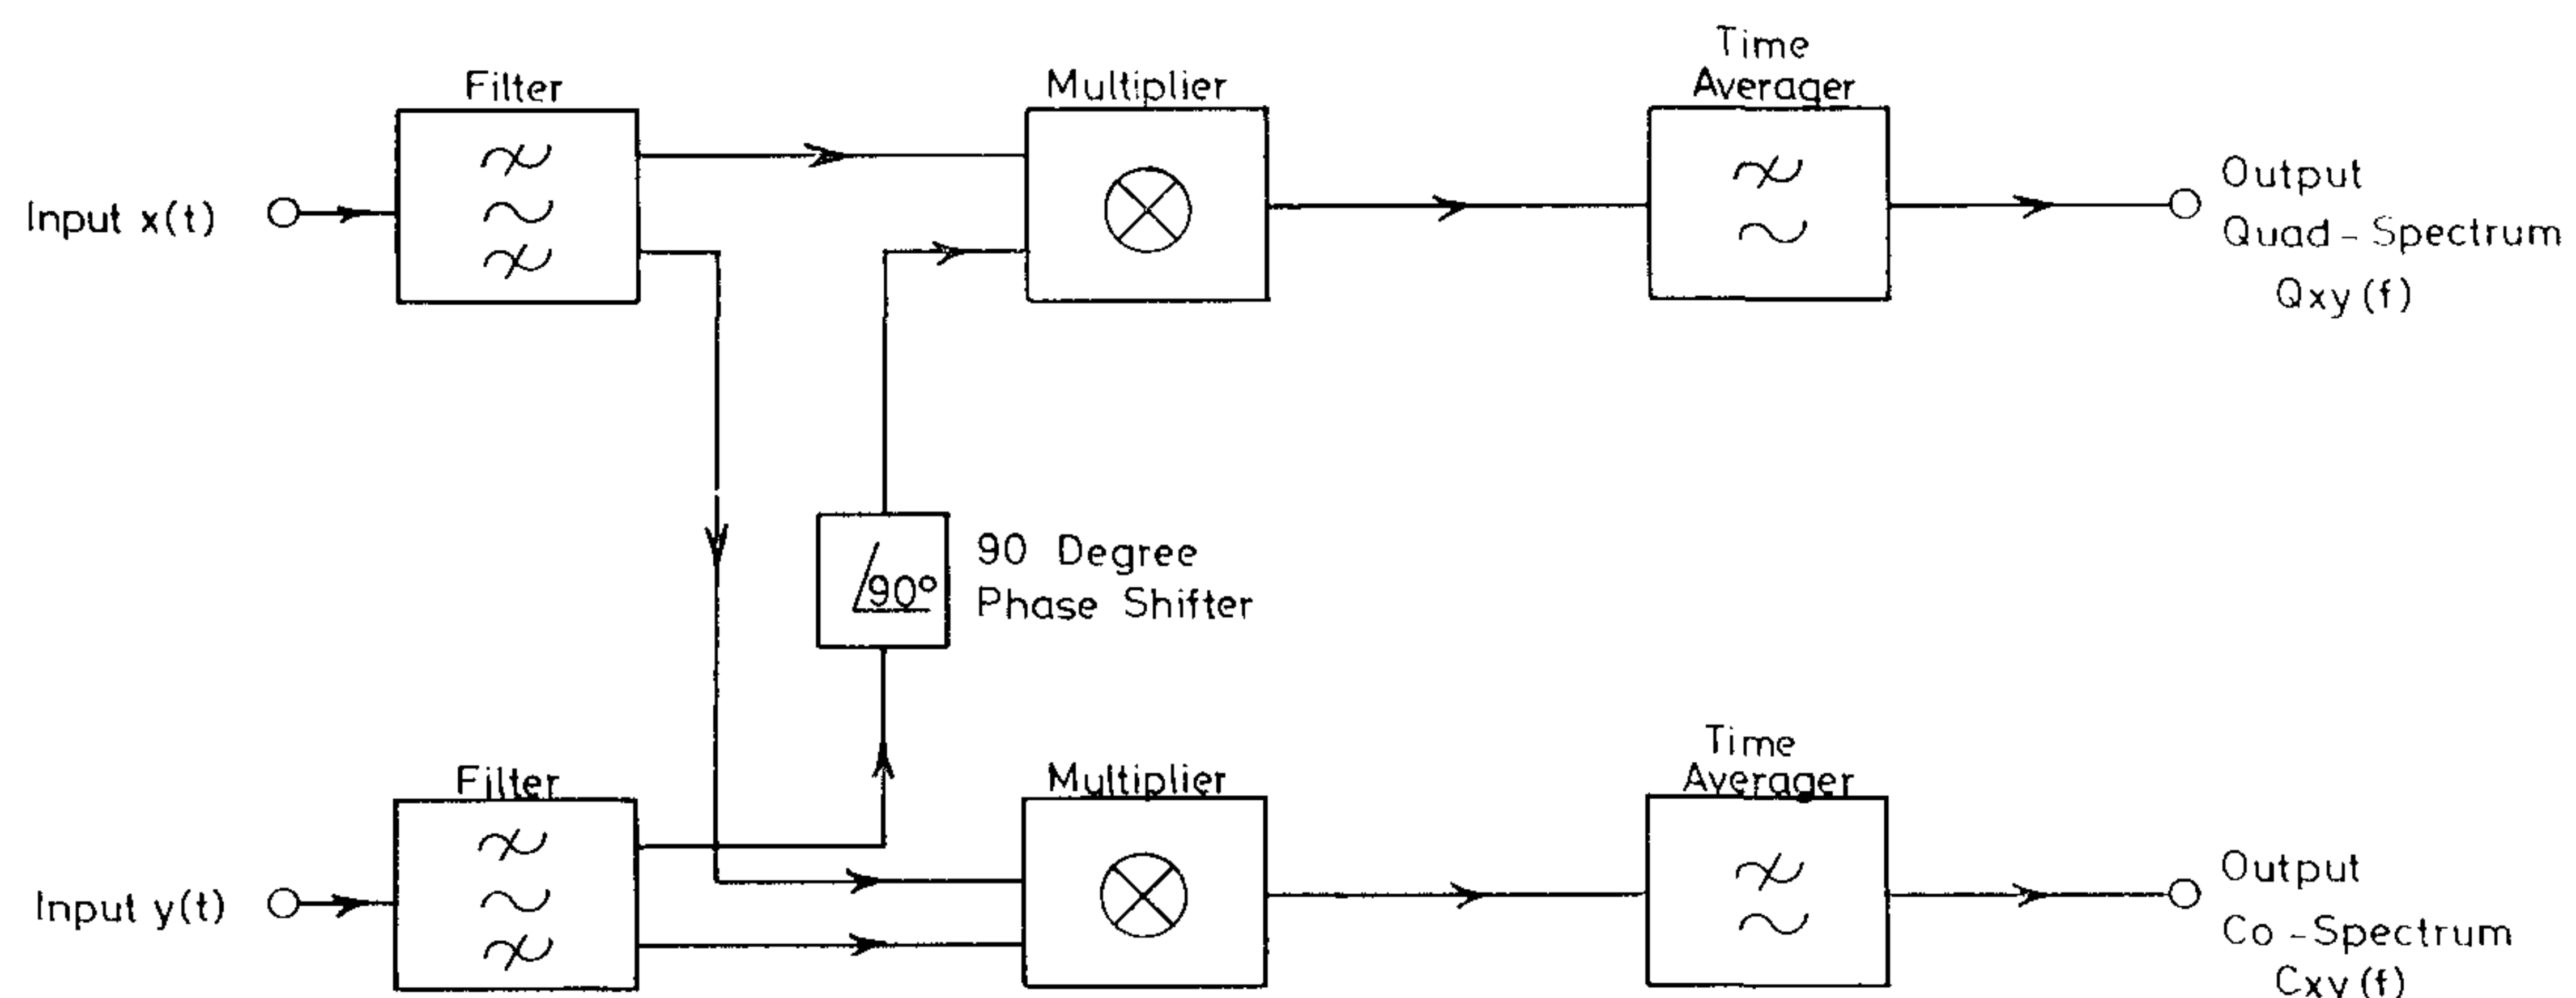 Filter
Multiplier
Time
Averager
Input x(t)
Output
Quad-Spectrum
Qxy (f)
90°
90 Degree
Phase Shifter
Filter
Multiplier
Time
Averager
Input y(t)
Output
Co-Spectrum
Cxy (f)